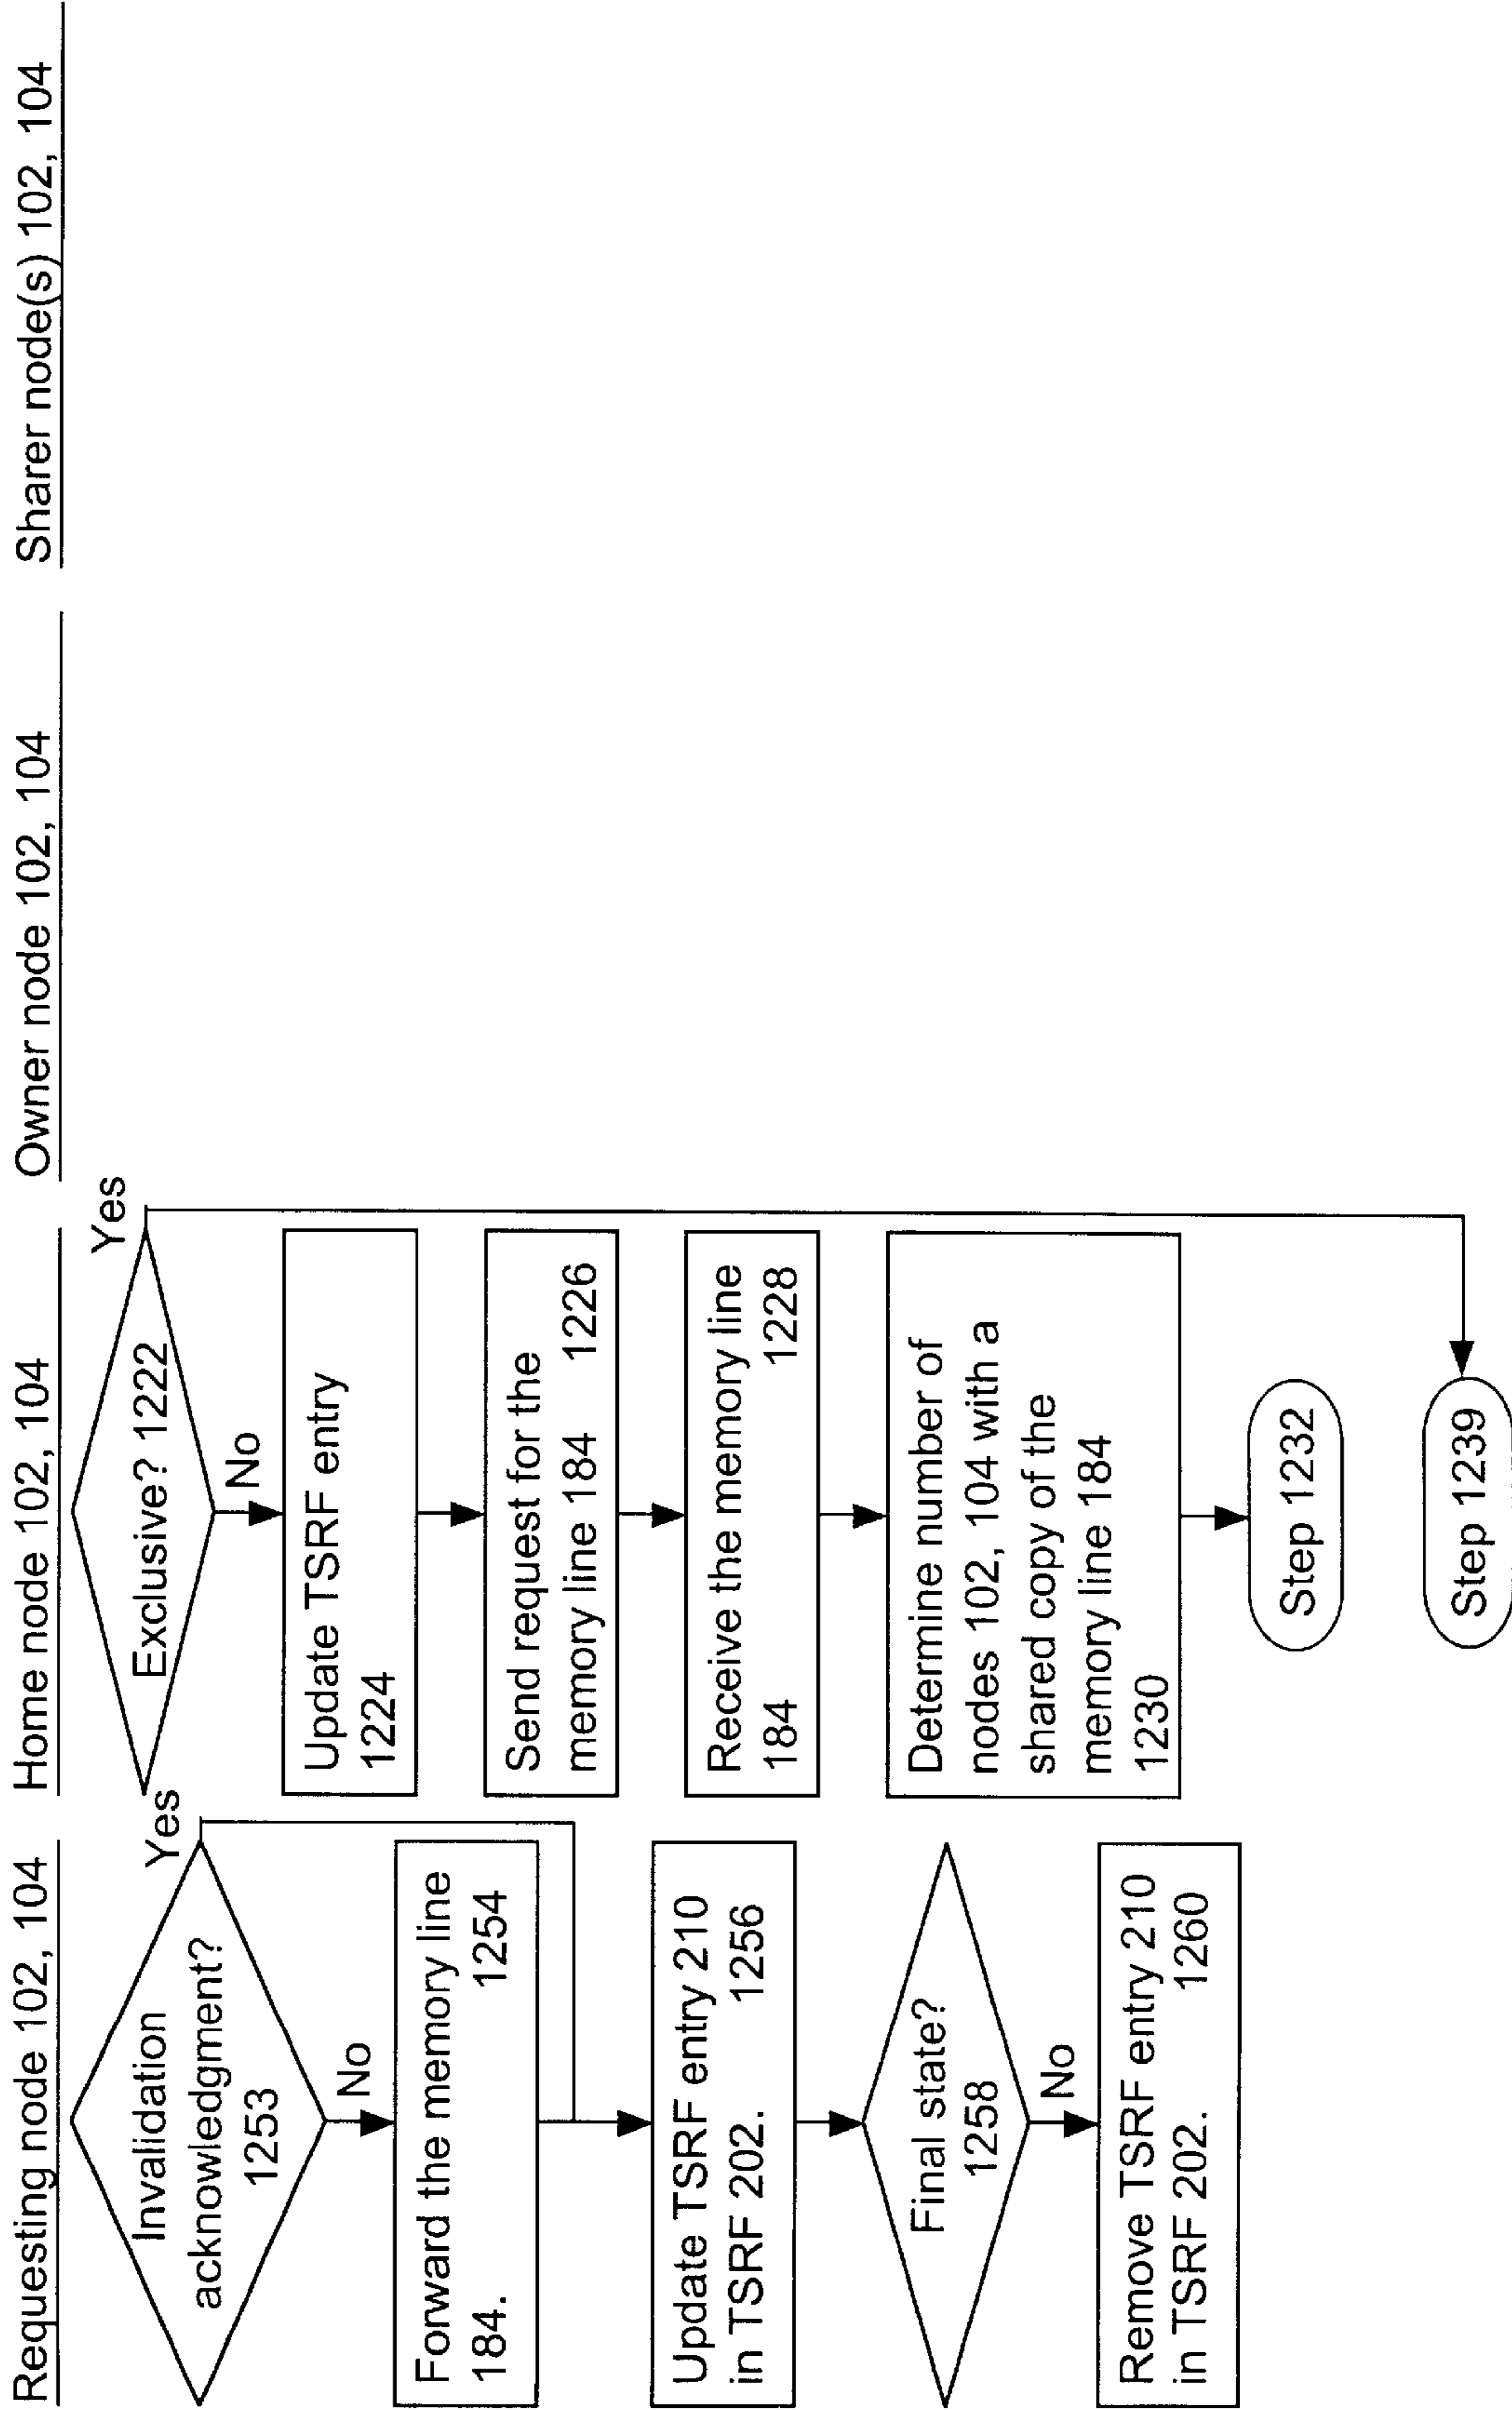 Requesting node 102, 104
Home node 102, 104
Owner node 102, 104
Sharer node(s) 102, 104
Invalidation
acknowledgment?
1253
Yes
No
Forward the memory line
184. 1254
Update TSRF entry 210
in TSRF 202. 1256
Final state?
1258
No
Remove TSRF entry 210
in TSRF 202. 1260
Exclusive? 1222
Yes
No
Update TSRF entry
1224
Send request for the
memory line 184 1226
Receive the memory line
184 1228
Determine number of
nodes 102, 104 with a
shared copy of the
memory line 184
1230
Step 1232
Step 1239